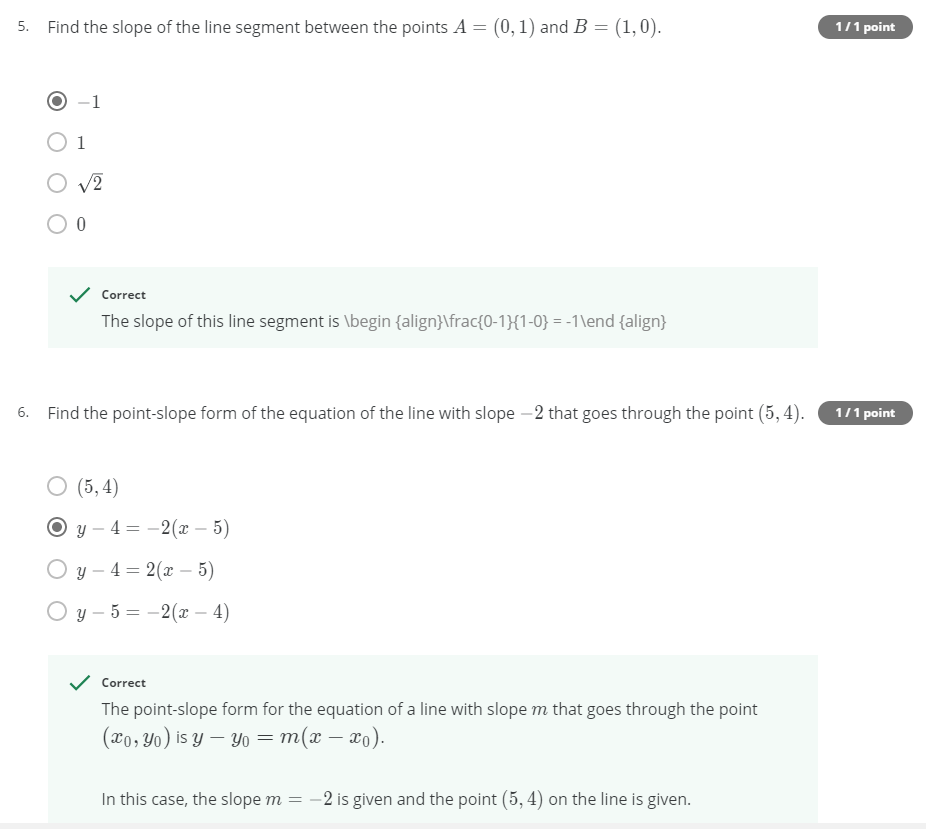 5. Find the slope of the line segment between the points A = (0, 1) and B = (1, 0). 1 / 1 point
−1
1
√2
0
Correct
The slope of this line segment is \begin {align}\frac{0-1}{1-0} = -1\end {align}
6. Find the point-slope form of the equation of the line with slope −2 that goes through the point (5, 4). 1 / 1 point
(5, 4)
y − 4 = −2(x − 5)
y − 4 = 2(x − 5)
y − 5 = −2(x − 4)
Correct
The point-slope form for the equation of a line with slope m that goes through the point
(x₀, y₀) is y − y₀ = m(x − x₀).
In this case, the slope m = −2 is given and the point (5, 4) on the line is given.